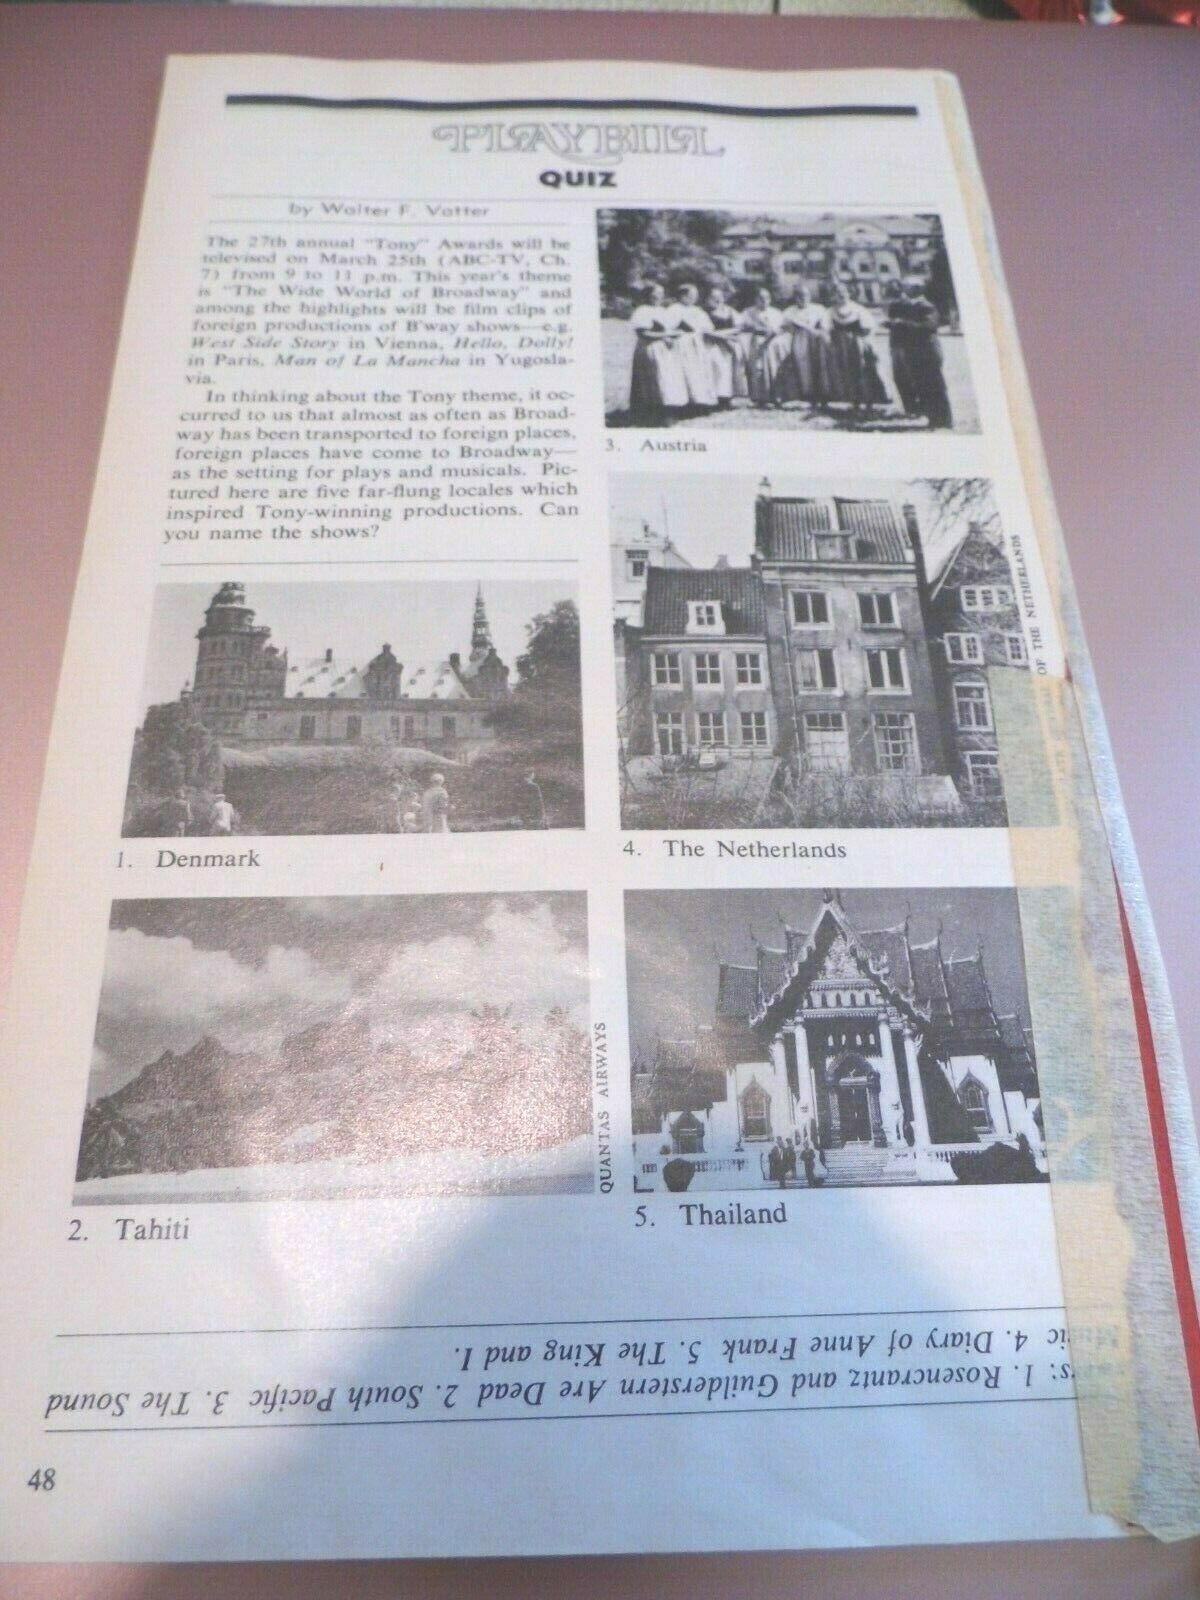 PLAYBILL
QUIZ
by Walter F. Vatter
The 27th annual "Tony" Awards will be
televised on March 25th (ABC-TV, Ch.
7) from 9 to 11 p.m. This year's theme
is "The Wide World of Broadway" and
among the highlights will be film clips of
foreign productions of B'way shows—e.g.
West Side Story in Vienna, Hello, Dolly!
in Paris, Man of La Mancha in Yugosla-
via.
In thinking about the Tony theme, it oc-
curred to us that almost as often as Broad-
way has been transported to foreign places,
foreign places have come to Broadway—
as the setting for plays and musicals. Pic-
tured here are five far-flung locales which
inspired Tony-winning productions. Can
you name the shows?
1. Denmark
2. Tahiti
QUANTAS AIRWAYS
3. Austria
4. The Netherlands
OF THE NETHERLANDS
5. Thailand
rs: 1. Rosencrantz and Guilderstern Are Dead 2. South Pacific 3. The Sound
ic 4. Diary of Anne Frank 5. The King and I.
48